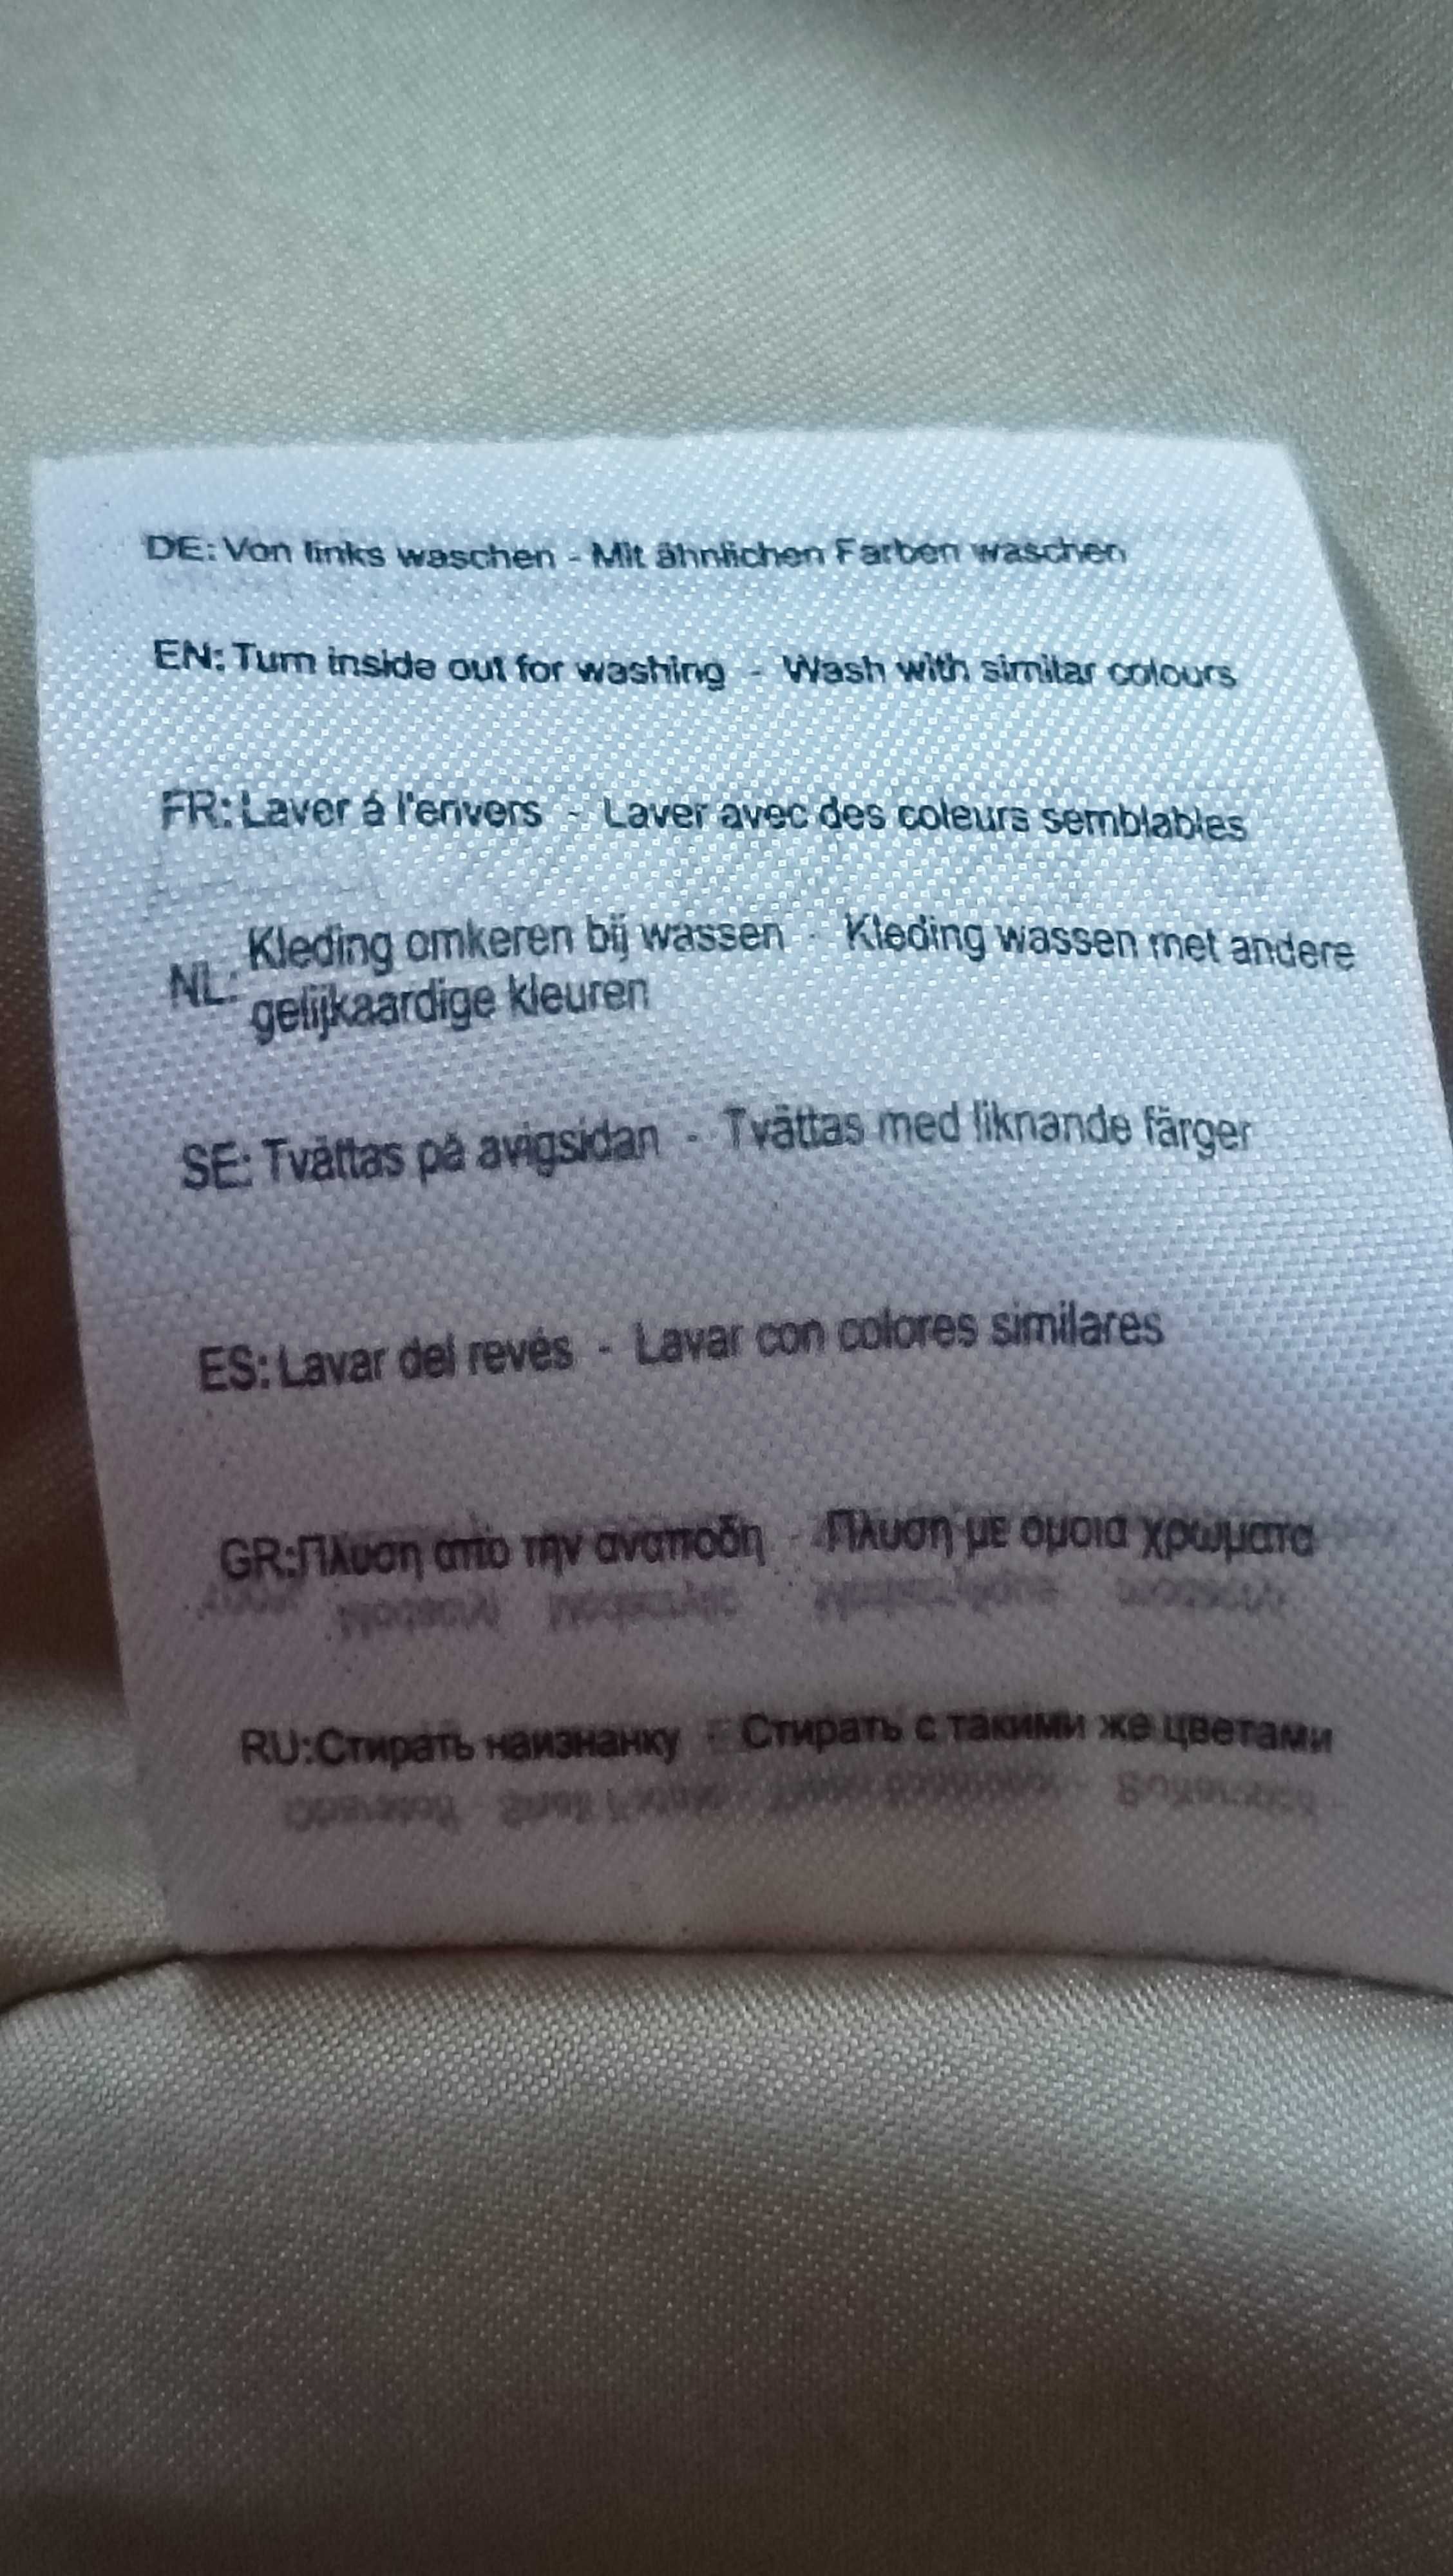 DE: Von links waschen - Mit ähnlichen Farben waschen
EN: Turn inside out for washing - Wash with similar colours
FR: Laver á l'envers - Laver avec des coleurs semblables
NL: Kleding omkeren bij wassen - Kleding wassen met andere
gelijkaardige kleuren
SE: Tvättas på avigsidan - Tvättas med liknande färger
ES: Lavar del revés - Lavar con colores similares
GR:Πλυση απο την αναποδη - Πλυση με ομοια χρωματα
RU:Стирать наизнанку - Стирать с такими же цветами